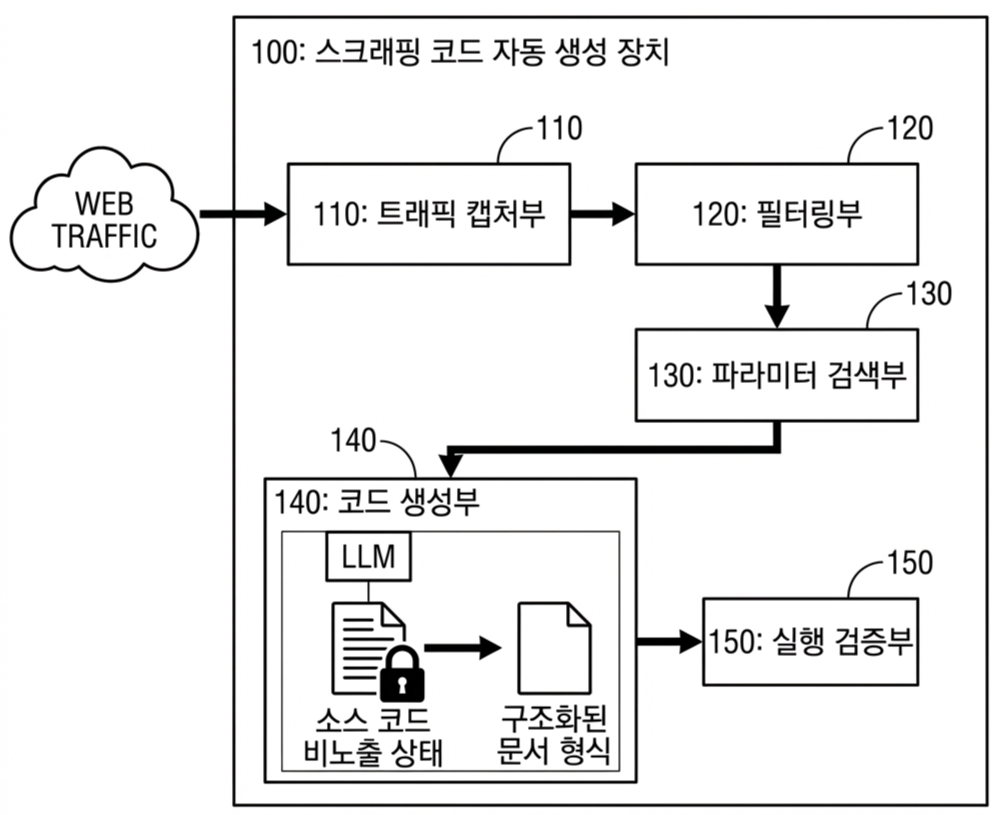 100: 스크래핑 코드 자동 생성 장치
110
120
WEB
TRAFFIC
110: 트래픽 캡처부
120: 필터링부
130
130: 파라미터 검색부
140
140: 코드 생성부
LLM
150
150: 실행 검증부
소스 코드
비노출 상태
구조화된
문서 형식